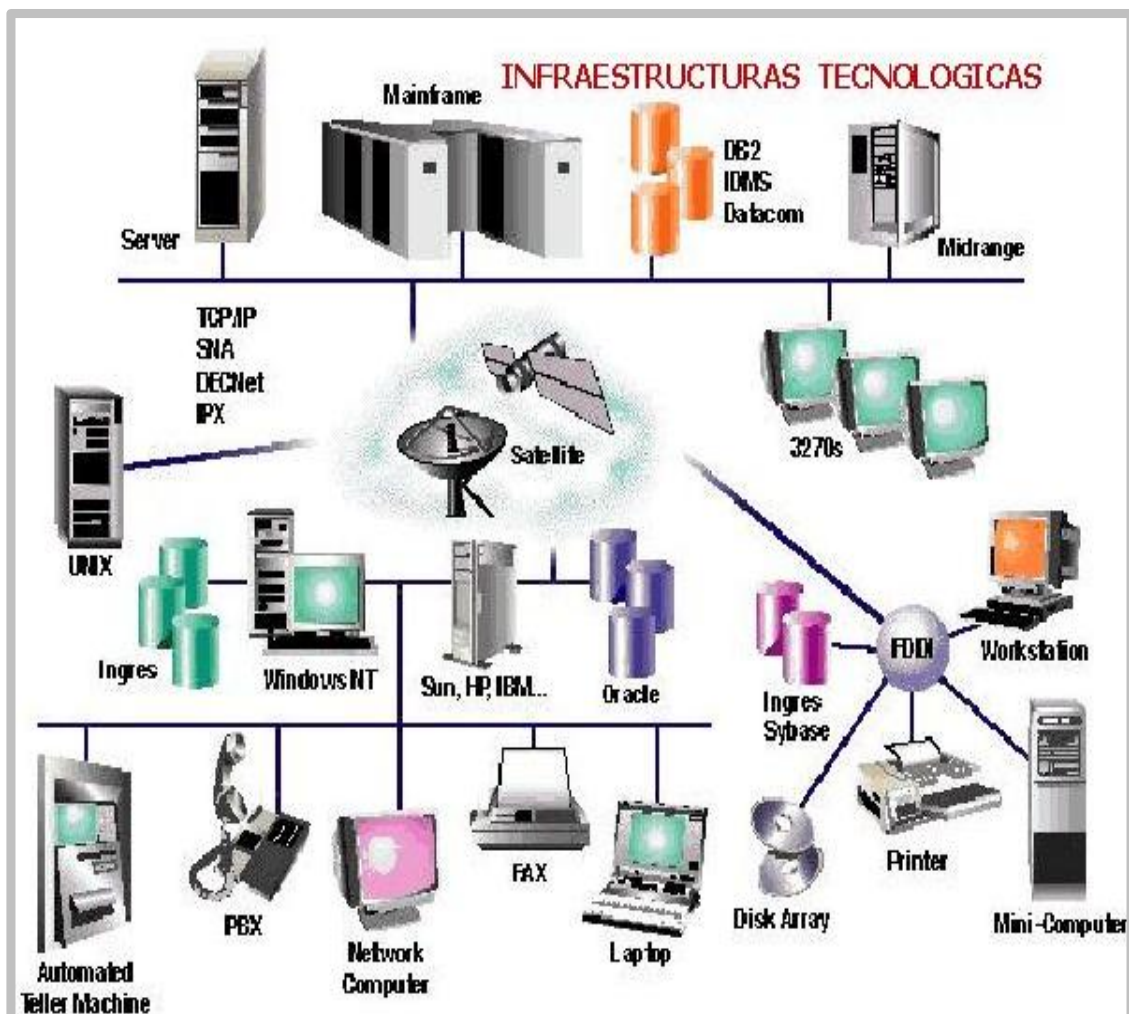 INFRAESTRUCTURAS TECNOLOGICAS
Mainframe
DB2
IDMS
Datacom
Server
Midrange
TCP/IP
SNA
DECNet
IPX
Satellite
3270s
UNIX
Ingres
Windows NT
Sun, HP, IBM...
Oracle
Ingres
Sybase
FDDI
Workstation
Automated
Teller Machine
PBX
Network
Computer
FAX
Laptop
Disk Array
Printer
Mini-Computer